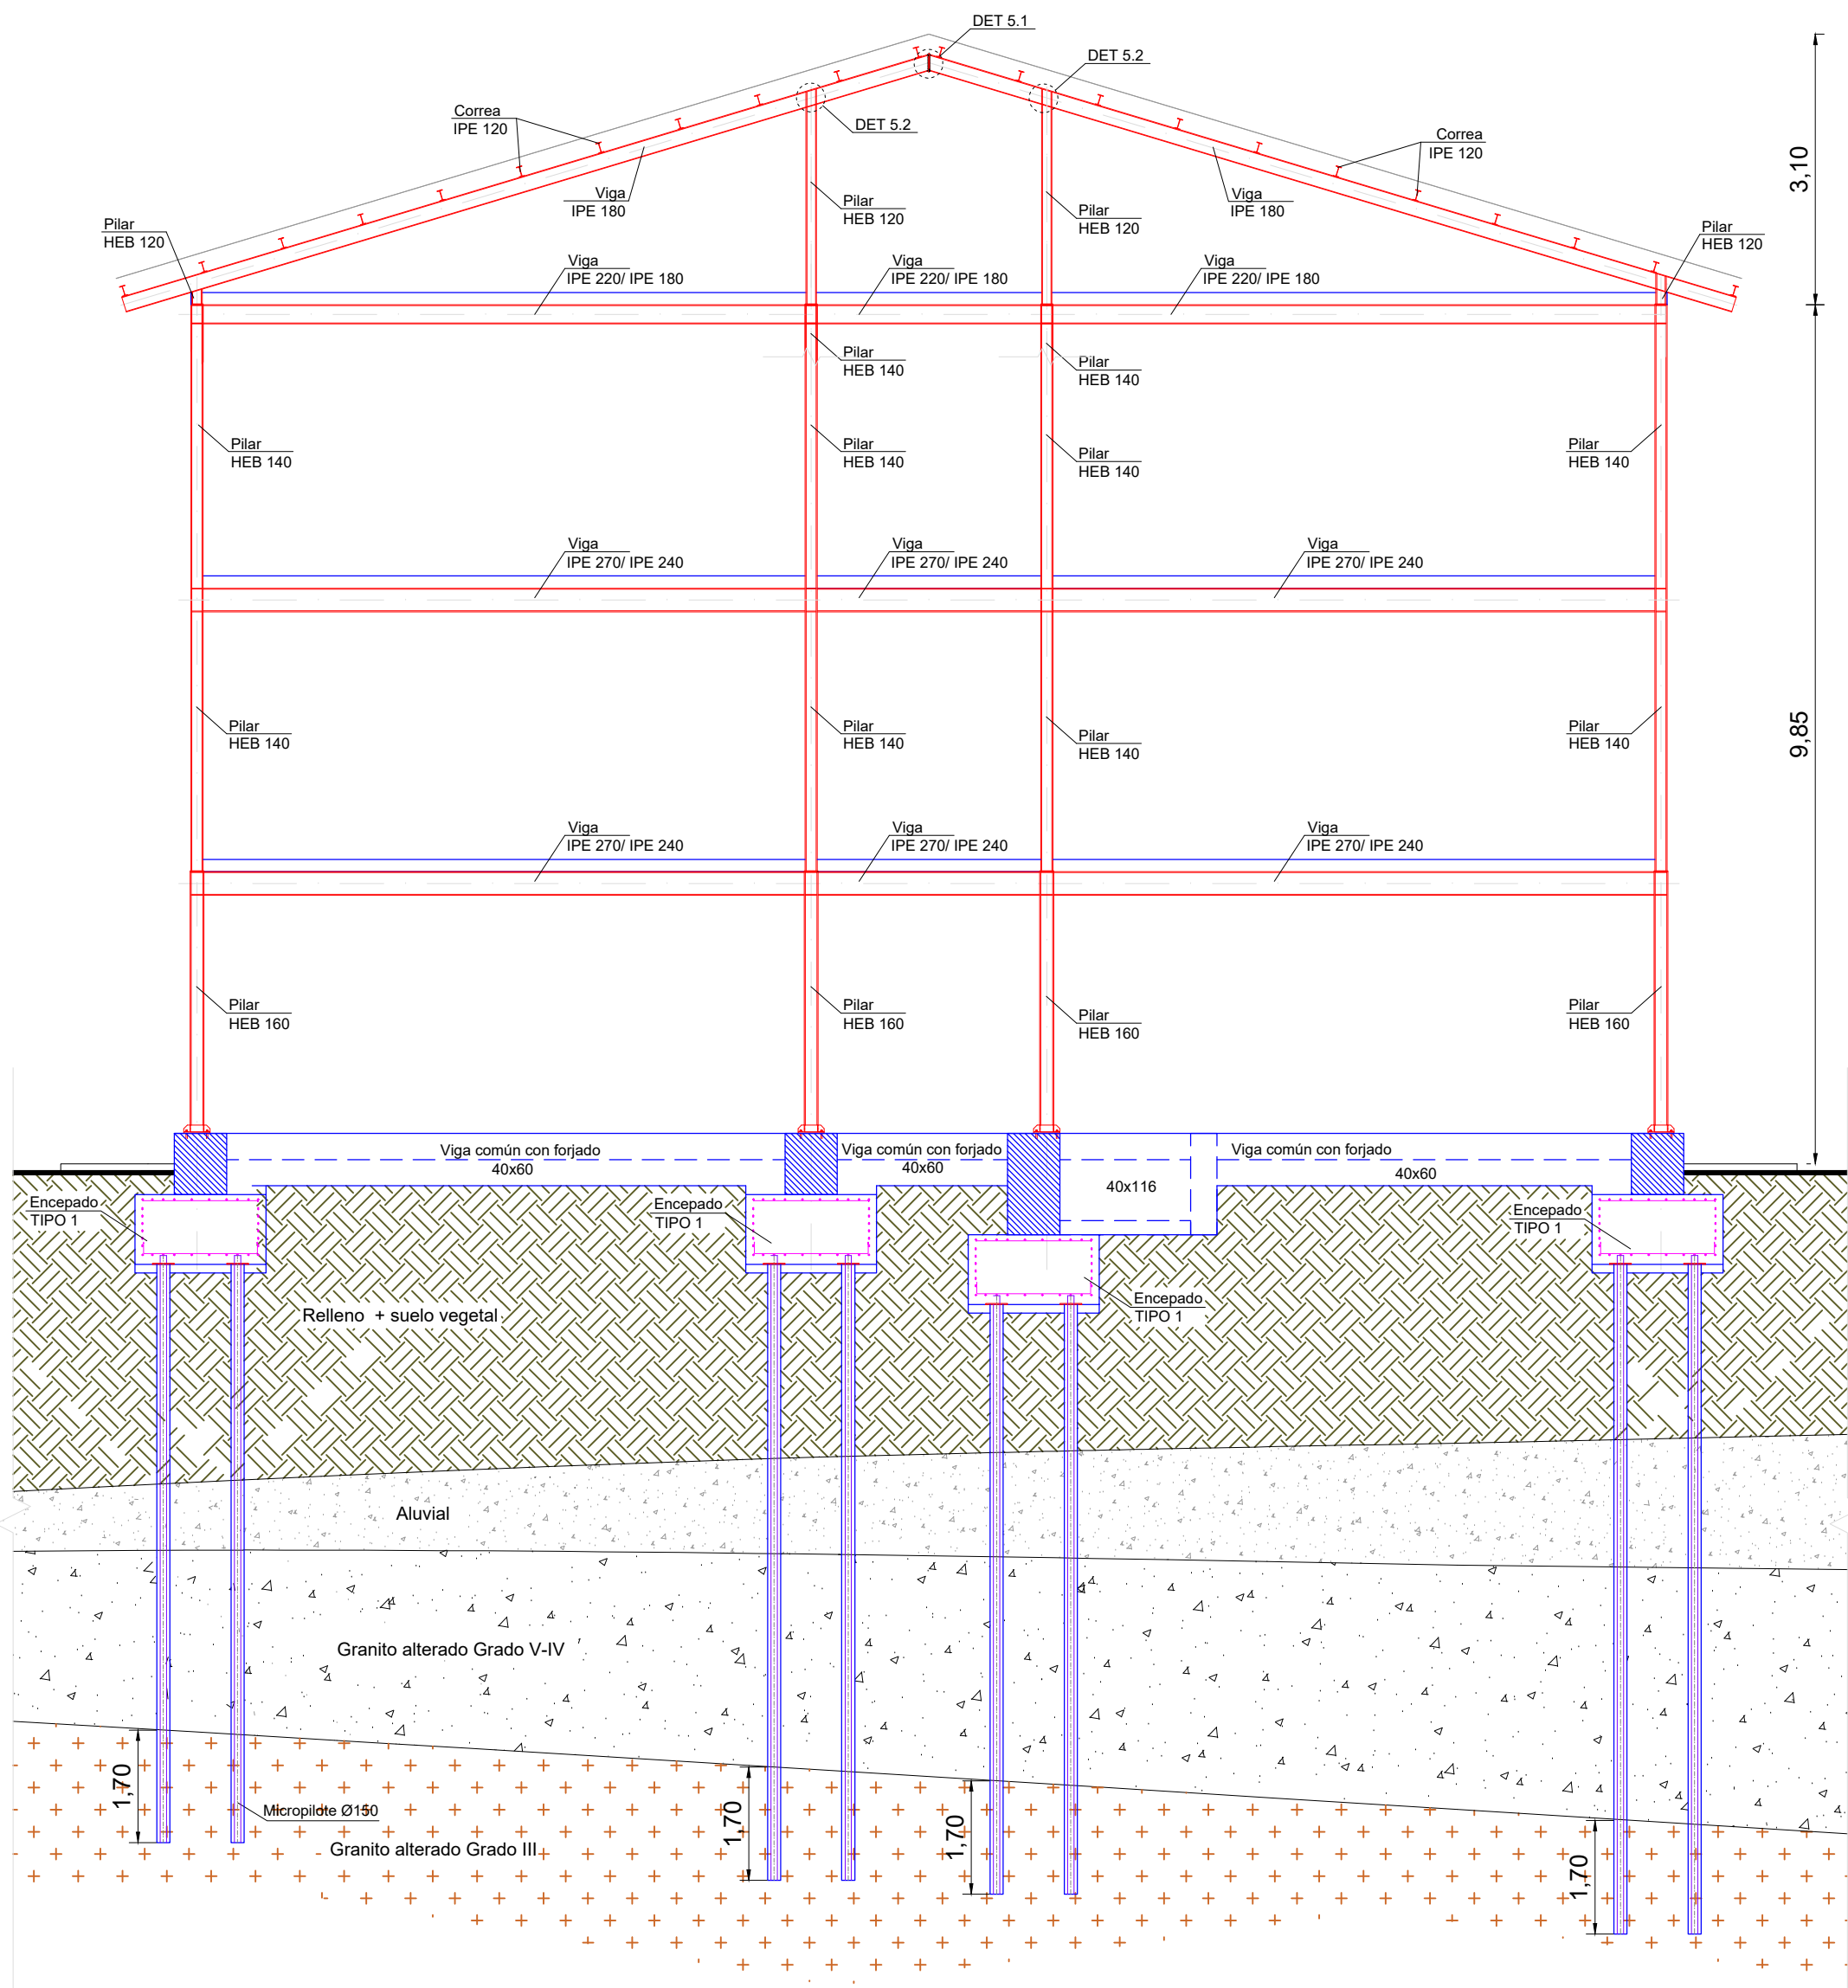 DET 5.1
DET 5.2
Correa
IPE 120
DET 5.2
Correa
IPE 120
3,10
Viga
IPE 180
Pilar
HEB 120
Viga
IPE 180
Pilar
HEB 120
Pilar
HEB 120
Pilar
HEB 120
Viga
IPE 220/ IPE 180
Viga
IPE 220/ IPE 180
Viga
IPE 220/ IPE 180
Pilar
HEB 140
Pilar
HEB 140
Pilar
HEB 140
Pilar
HEB 140
Pilar
HEB 140
Pilar
HEB 140
Viga
IPE 270/ IPE 240
Viga
IPE 270/ IPE 240
Viga
IPE 270/ IPE 240
9,85
Pilar
HEB 140
Pilar
HEB 140
Pilar
HEB 140
Pilar
HEB 140
Viga
IPE 270/ IPE 240
Viga
IPE 270/ IPE 240
Viga
IPE 270/ IPE 240
Pilar
HEB 160
Pilar
HEB 160
Pilar
HEB 160
Pilar
HEB 160
Viga común con forjado
40x60
Viga común con forjado
40x60
Viga común con forjado
40x60
40x116
Encepado
TIPO 1
Encepado
TIPO 1
Encepado
TIPO 1
Encepado
TIPO 1
Relleno + suelo vegetal
Aluvial
Granito alterado Grado V-IV
1,70
Micropilote Ø150
1,70
1,70
1,70
Granito alterado Grado III